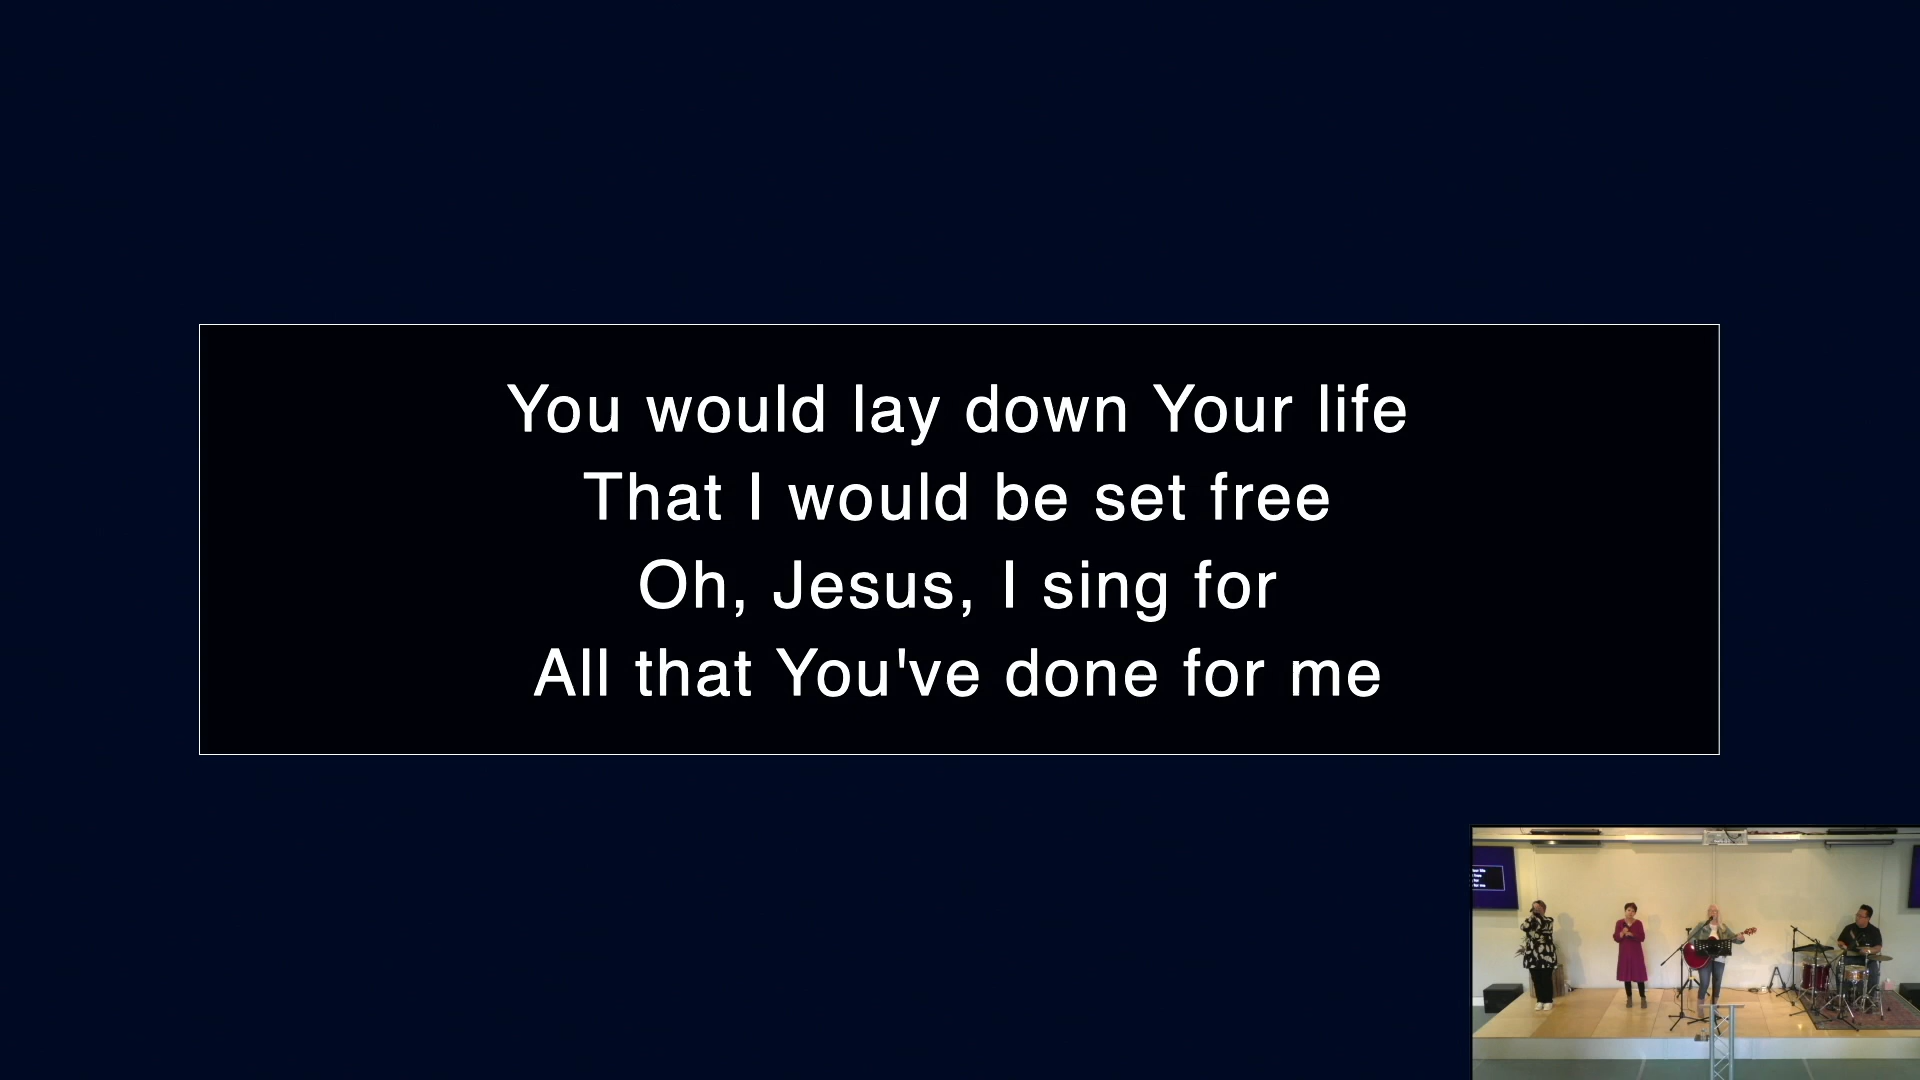 You would lay down Your life
That I would be set free
Oh, Jesus, I sing for
All that You've done for me